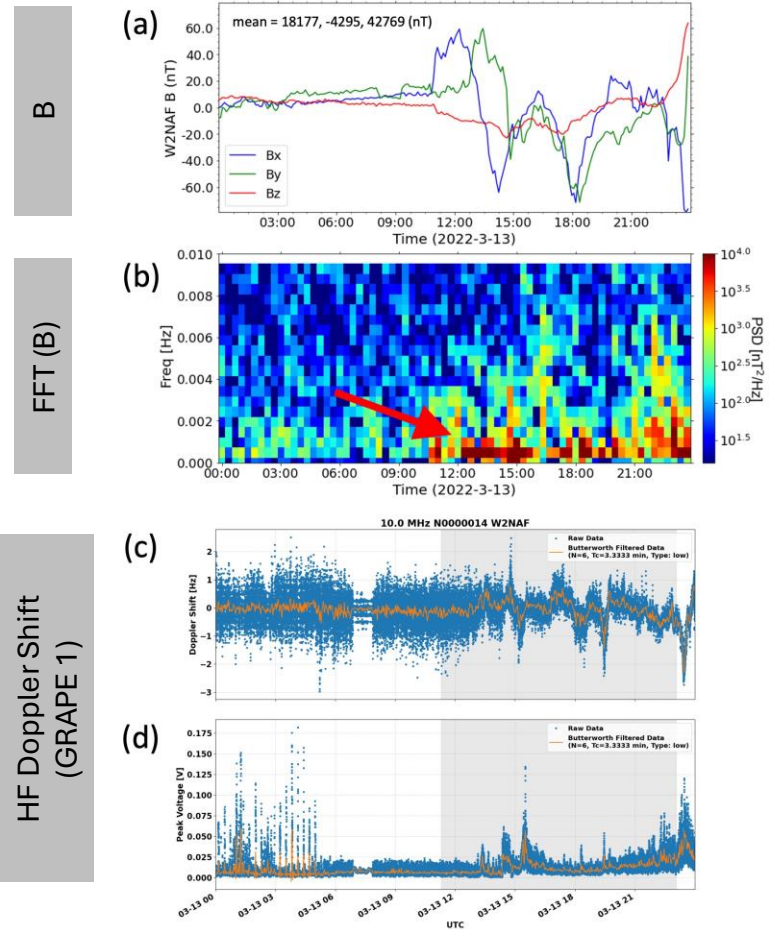 B
(a)
mean = 18177, -4295, 42769 (nT)
W2NAF B (nT)
60.0
40.0
20.0
0.0
-20.0
-40.0
-60.0
Bx
By
Bz
03:00 06:00 09:00 12:00 15:00 18:00 21:00
Time (2022-3-13)
FFT (B)
(b)
Freq [Hz]
0.010
0.008
0.006
0.004
0.002
0.000
00:00 03:00 06:00 09:00 12:00 15:00 18:00 21:00
Time (2022-3-13)
10^4.0
10^3.5
10^3.0
10^2.5
10^2.0
10^1.5
PSD [nT²/Hz]
HF Doppler Shift
(GRAPE 1)
(c)
10.0 MHz N0000014 W2NAF
Doppler Shift [Hz]
2
1
0
-1
-2
-3
Raw Data
Butterworth Filtered Data
(N=6, Tc=3.3333 min, Type: low)
(d)
Peak Voltage [V]
0.175
0.150
0.125
0.100
0.075
0.050
0.025
0.000
Raw Data
Butterworth Filtered Data
(N=6, Tc=3.3333 min, Type: low)
03-13 00 03-13 03 03-13 06 03-13 09 03-13 12 03-13 15 03-13 18 03-13 21
UTC